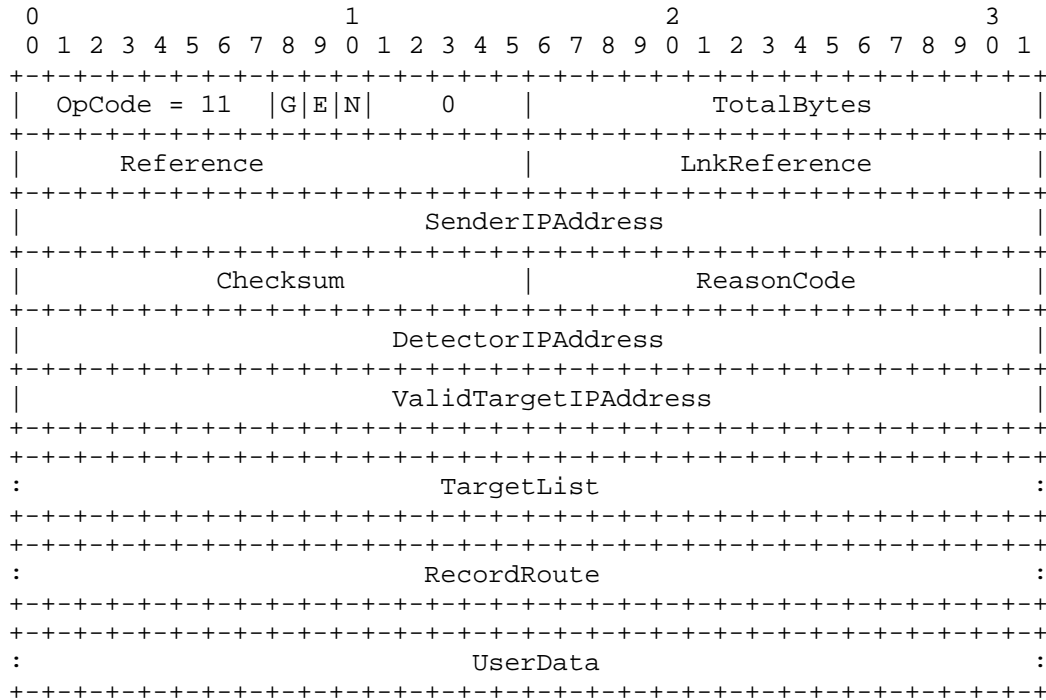 0                   1                   2                   3
 0 1 2 3 4 5 6 7 8 9 0 1 2 3 4 5 6 7 8 9 0 1 2 3 4 5 6 7 8 9 0 1
+-+-+-+-+-+-+-+-+-+-+-+-+-+-+-+-+-+-+-+-+-+-+-+-+-+-+-+-+-+-+-+-+
|  OpCode = 11  |G|E|N|    0    |           TotalBytes          |
+-+-+-+-+-+-+-+-+-+-+-+-+-+-+-+-+-+-+-+-+-+-+-+-+-+-+-+-+-+-+-+-+
|      Reference                |         LnkReference          |
+-+-+-+-+-+-+-+-+-+-+-+-+-+-+-+-+-+-+-+-+-+-+-+-+-+-+-+-+-+-+-+-+
|                         SenderIPAddress                       |
+-+-+-+-+-+-+-+-+-+-+-+-+-+-+-+-+-+-+-+-+-+-+-+-+-+-+-+-+-+-+-+-+
|            Checksum           |          ReasonCode           |
+-+-+-+-+-+-+-+-+-+-+-+-+-+-+-+-+-+-+-+-+-+-+-+-+-+-+-+-+-+-+-+-+
|                       DetectorIPAddress                       |
+-+-+-+-+-+-+-+-+-+-+-+-+-+-+-+-+-+-+-+-+-+-+-+-+-+-+-+-+-+-+-+-+
|                       ValidTargetIPAddress                    |
+-+-+-+-+-+-+-+-+-+-+-+-+-+-+-+-+-+-+-+-+-+-+-+-+-+-+-+-+-+-+-+-+
+-+-+-+-+-+-+-+-+-+-+-+-+-+-+-+-+-+-+-+-+-+-+-+-+-+-+-+-+-+-+-+-+
:                          TargetList                           :
+-+-+-+-+-+-+-+-+-+-+-+-+-+-+-+-+-+-+-+-+-+-+-+-+-+-+-+-+-+-+-+-+
+-+-+-+-+-+-+-+-+-+-+-+-+-+-+-+-+-+-+-+-+-+-+-+-+-+-+-+-+-+-+-+-+
:                         RecordRoute                           :
+-+-+-+-+-+-+-+-+-+-+-+-+-+-+-+-+-+-+-+-+-+-+-+-+-+-+-+-+-+-+-+-+
+-+-+-+-+-+-+-+-+-+-+-+-+-+-+-+-+-+-+-+-+-+-+-+-+-+-+-+-+-+-+-+-+
:                            UserData                           :
+-+-+-+-+-+-+-+-+-+-+-+-+-+-+-+-+-+-+-+-+-+-+-+-+-+-+-+-+-+-+-+-+